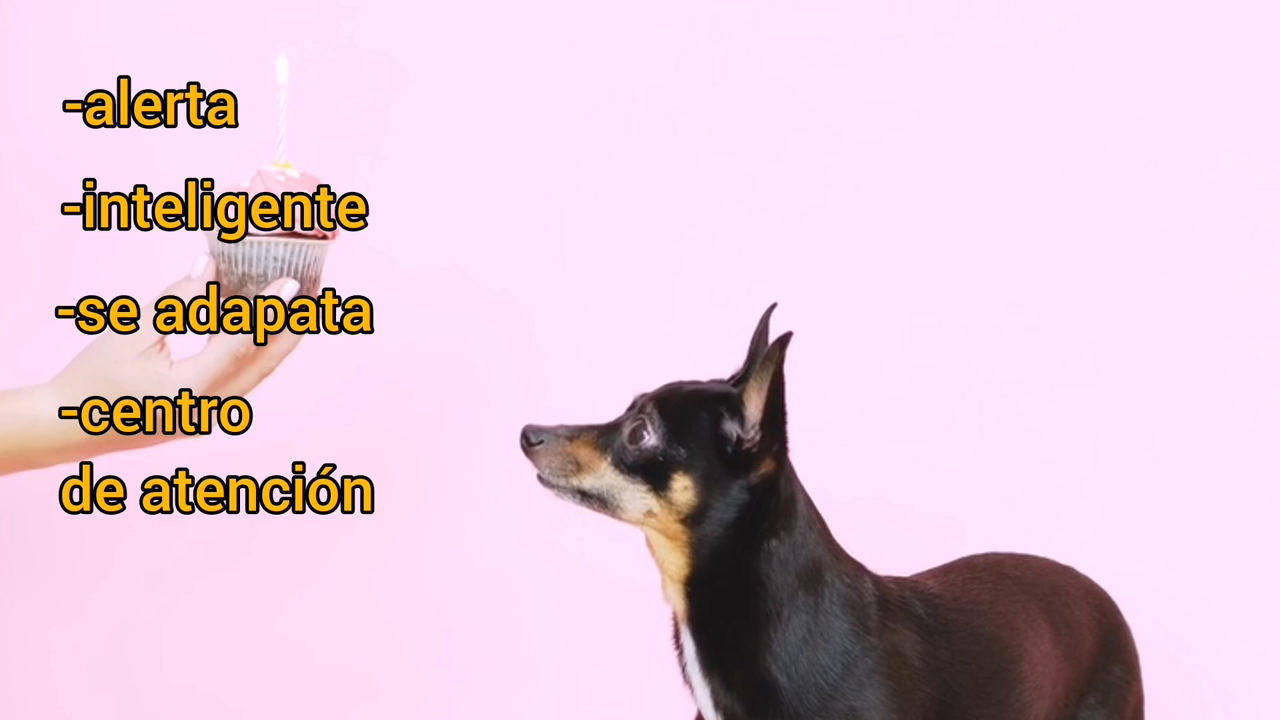 -alerta
-inteligente
-se adapata
-centro
de atención